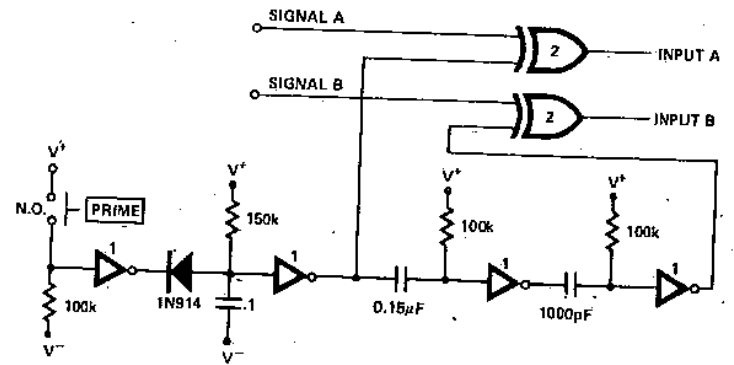 SIGNAL A
2
INPUT A
SIGNAL B
2
INPUT B
V+
N.O.
PRIME
1
100k
V−
1N914
V+
150k
.1
V−
1
0.15µF
V+
100k
1
1000pF
V+
100k
1